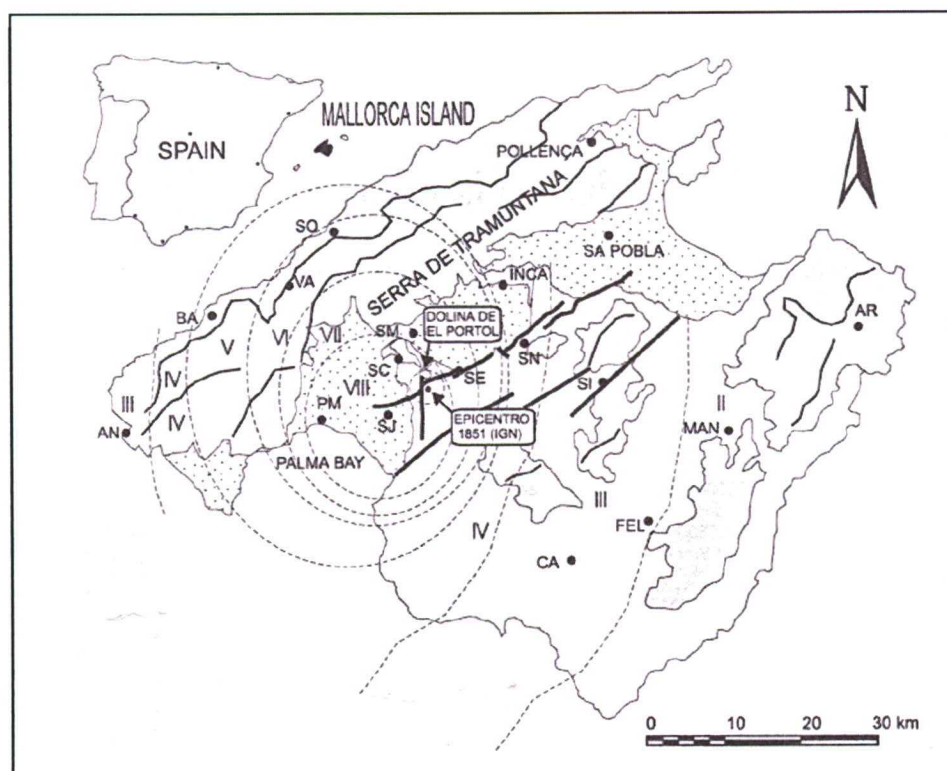 MALLORCA ISLAND
SPAIN
N
POLLENÇA
SERRA DE TRAMUNTANA
SO
SA POBLA
VA
INCA
BA
DOLINA DE
EL PORTOL
AR
V
VI
VII
SM
SN
IV
SC
SE
SI
III
VIII
II
IV
PM
SJ
EPICENTRO
1851 (IGN)
MAN
AN
PALMA BAY
III
IV
FEL
CA
0 10 20 30 km